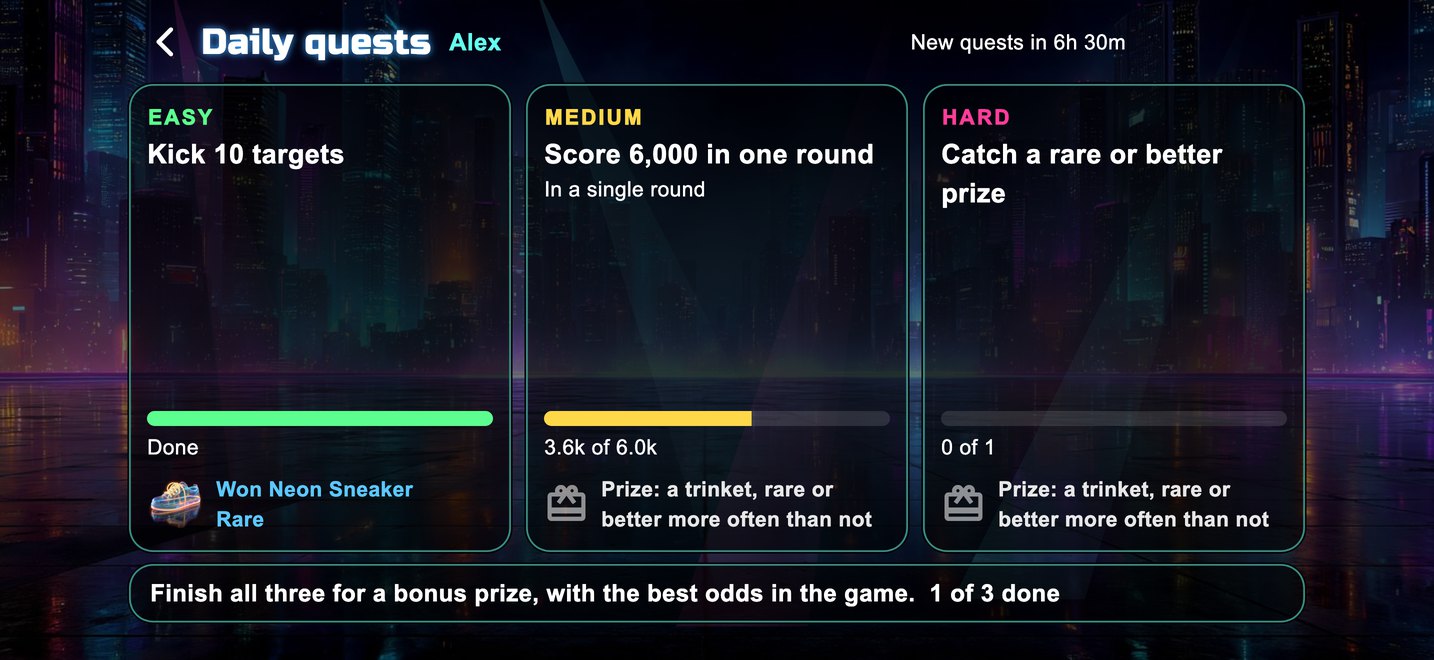 Daily quests Alex
New quests in 6h 30m
EASY
Kick 10 targets
Done
Won Neon Sneaker
Rare
MEDIUM
Score 6,000 in one round
In a single round
3.6k of 6.0k
Prize: a trinket, rare or
better more often than not
HARD
Catch a rare or better
prize
0 of 1
Prize: a trinket, rare or
better more often than not
Finish all three for a bonus prize, with the best odds in the game. 1 of 3 done